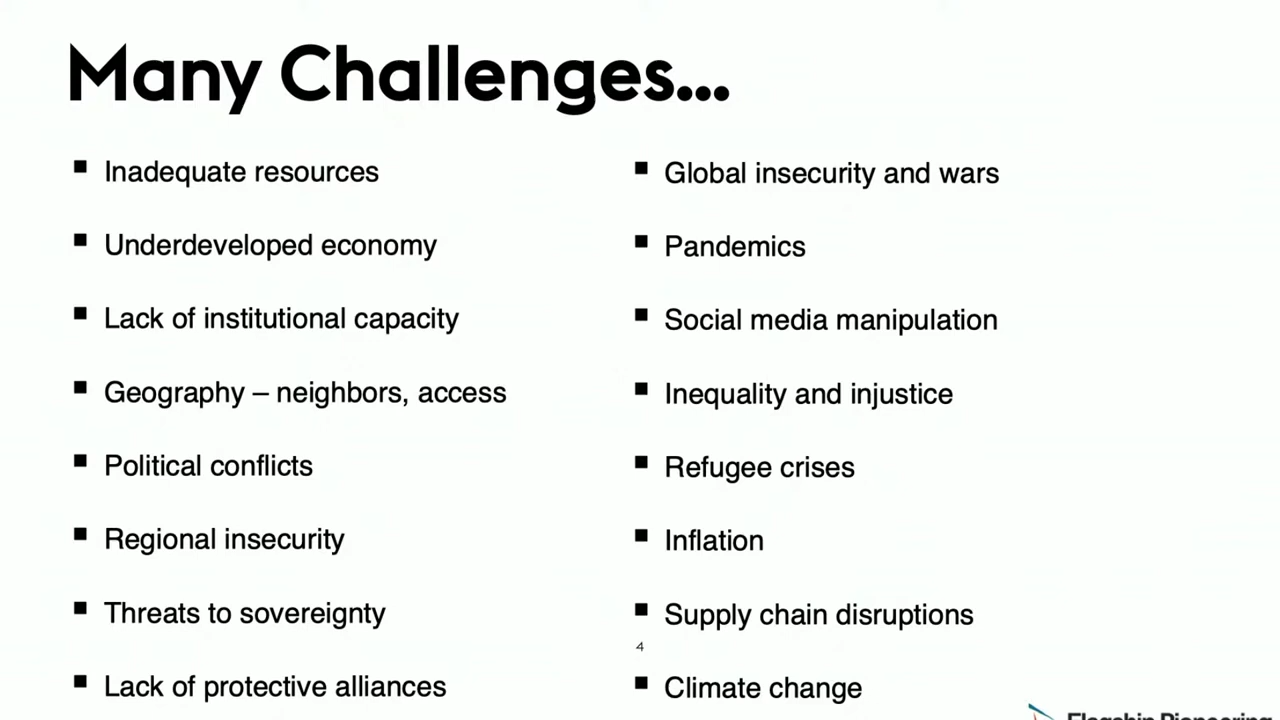 Many Challenges...
Inadequate resources
Underdeveloped economy
Lack of institutional capacity
Geography – neighbors, access
Political conflicts
Regional insecurity
Threats to sovereignty
Lack of protective alliances
Global insecurity and wars
Pandemics
Social media manipulation
Inequality and injustice
Refugee crises
Inflation
Supply chain disruptions
Climate change
4
Flagship Pioneering